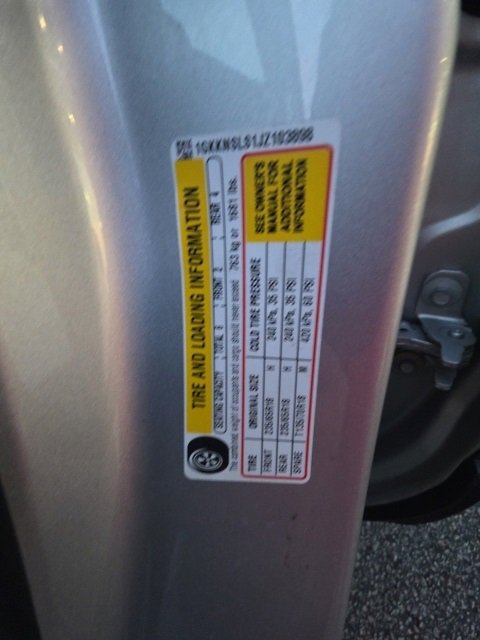 1GKKNSLS1JZ103898
TIRE AND LOADING INFORMATION
SEATING CAPACITY TOTAL 6 FRONT 2 REAR 4
The combined weight of occupants and cargo should never exceed 763 kg or 1681 lbs.
TIRE ORIGINAL SIZE COLD TIRE PRESSURE
FRONT 235/65R18 H 240 kPa, 35 PSI
REAR 235/65R18 H 240 kPa, 35 PSI
SPARE T135/70R18 M 420 kPa, 60 PSI
SEE OWNER'S
MANUAL FOR
ADDITIONAL
INFORMATION